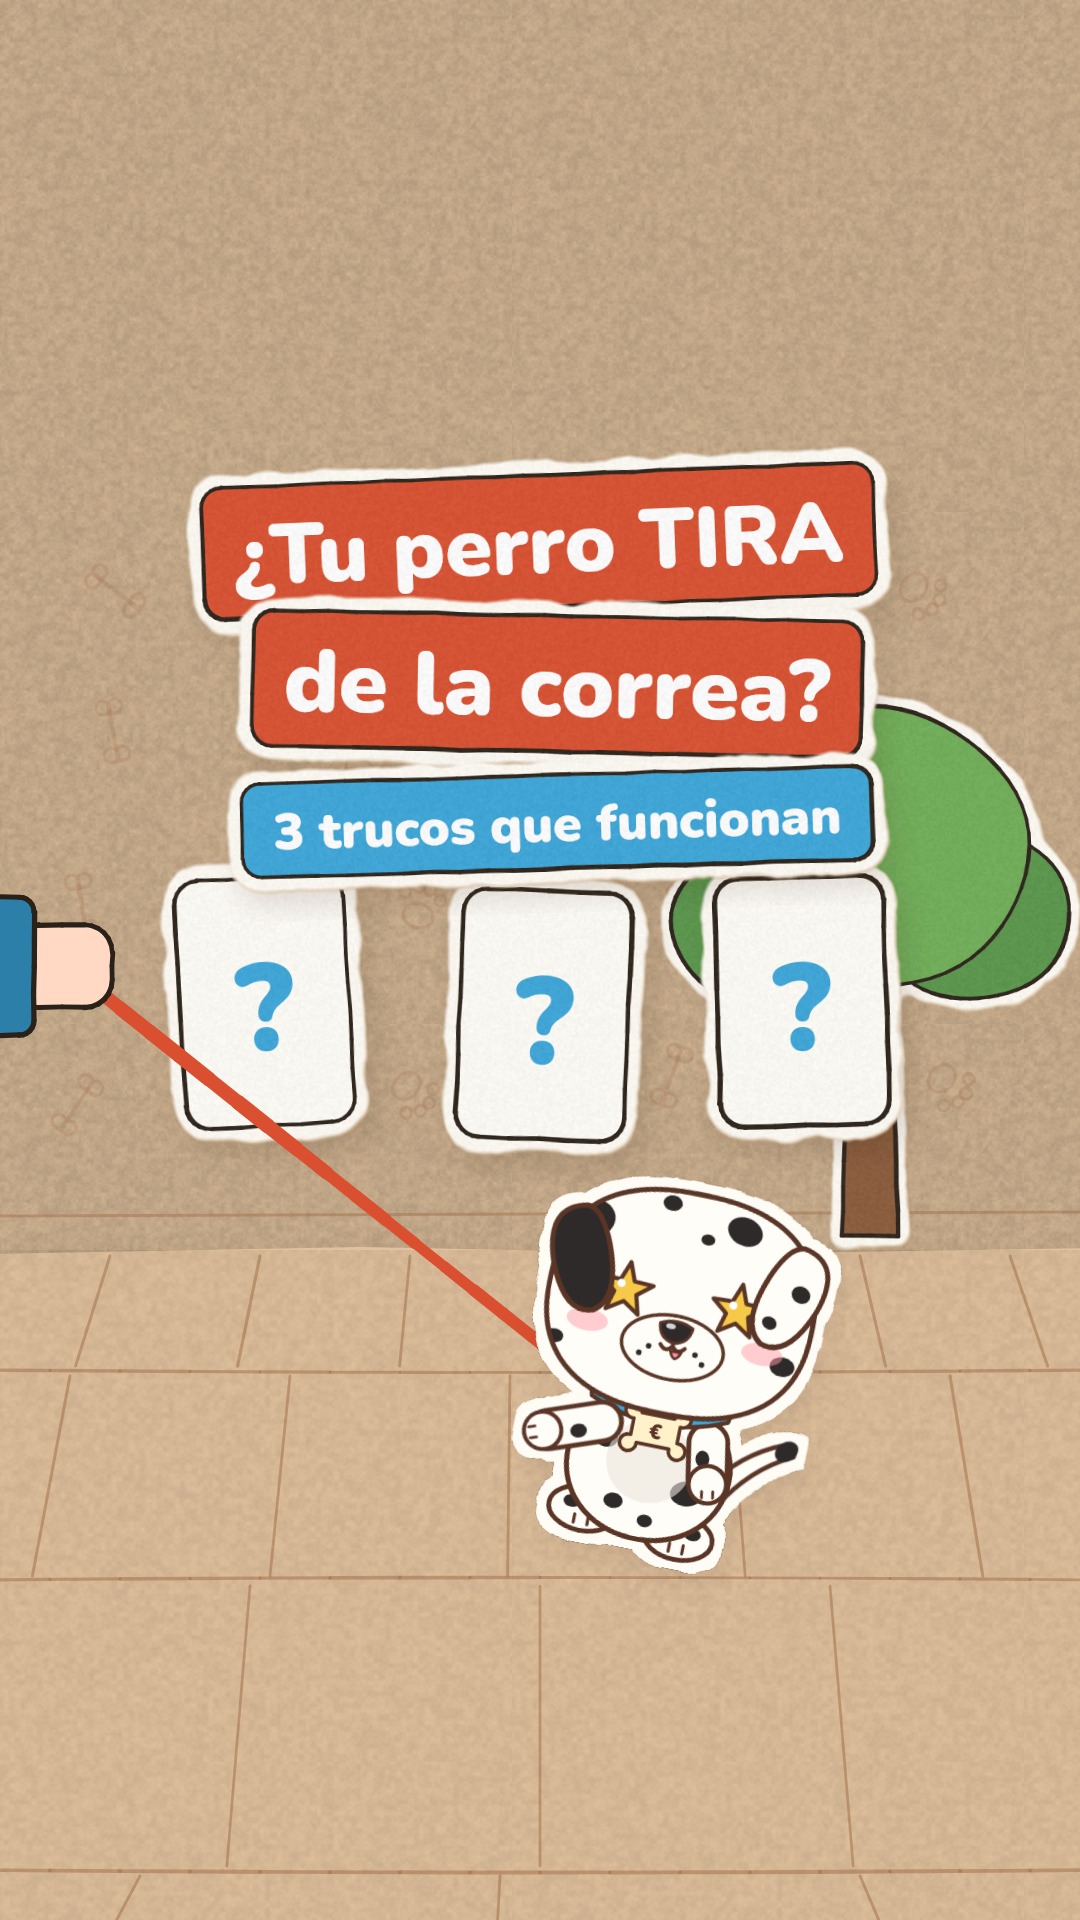 ¿Tu perro TIRA
de la correa?
3 trucos que funcionan
? ? ?
€